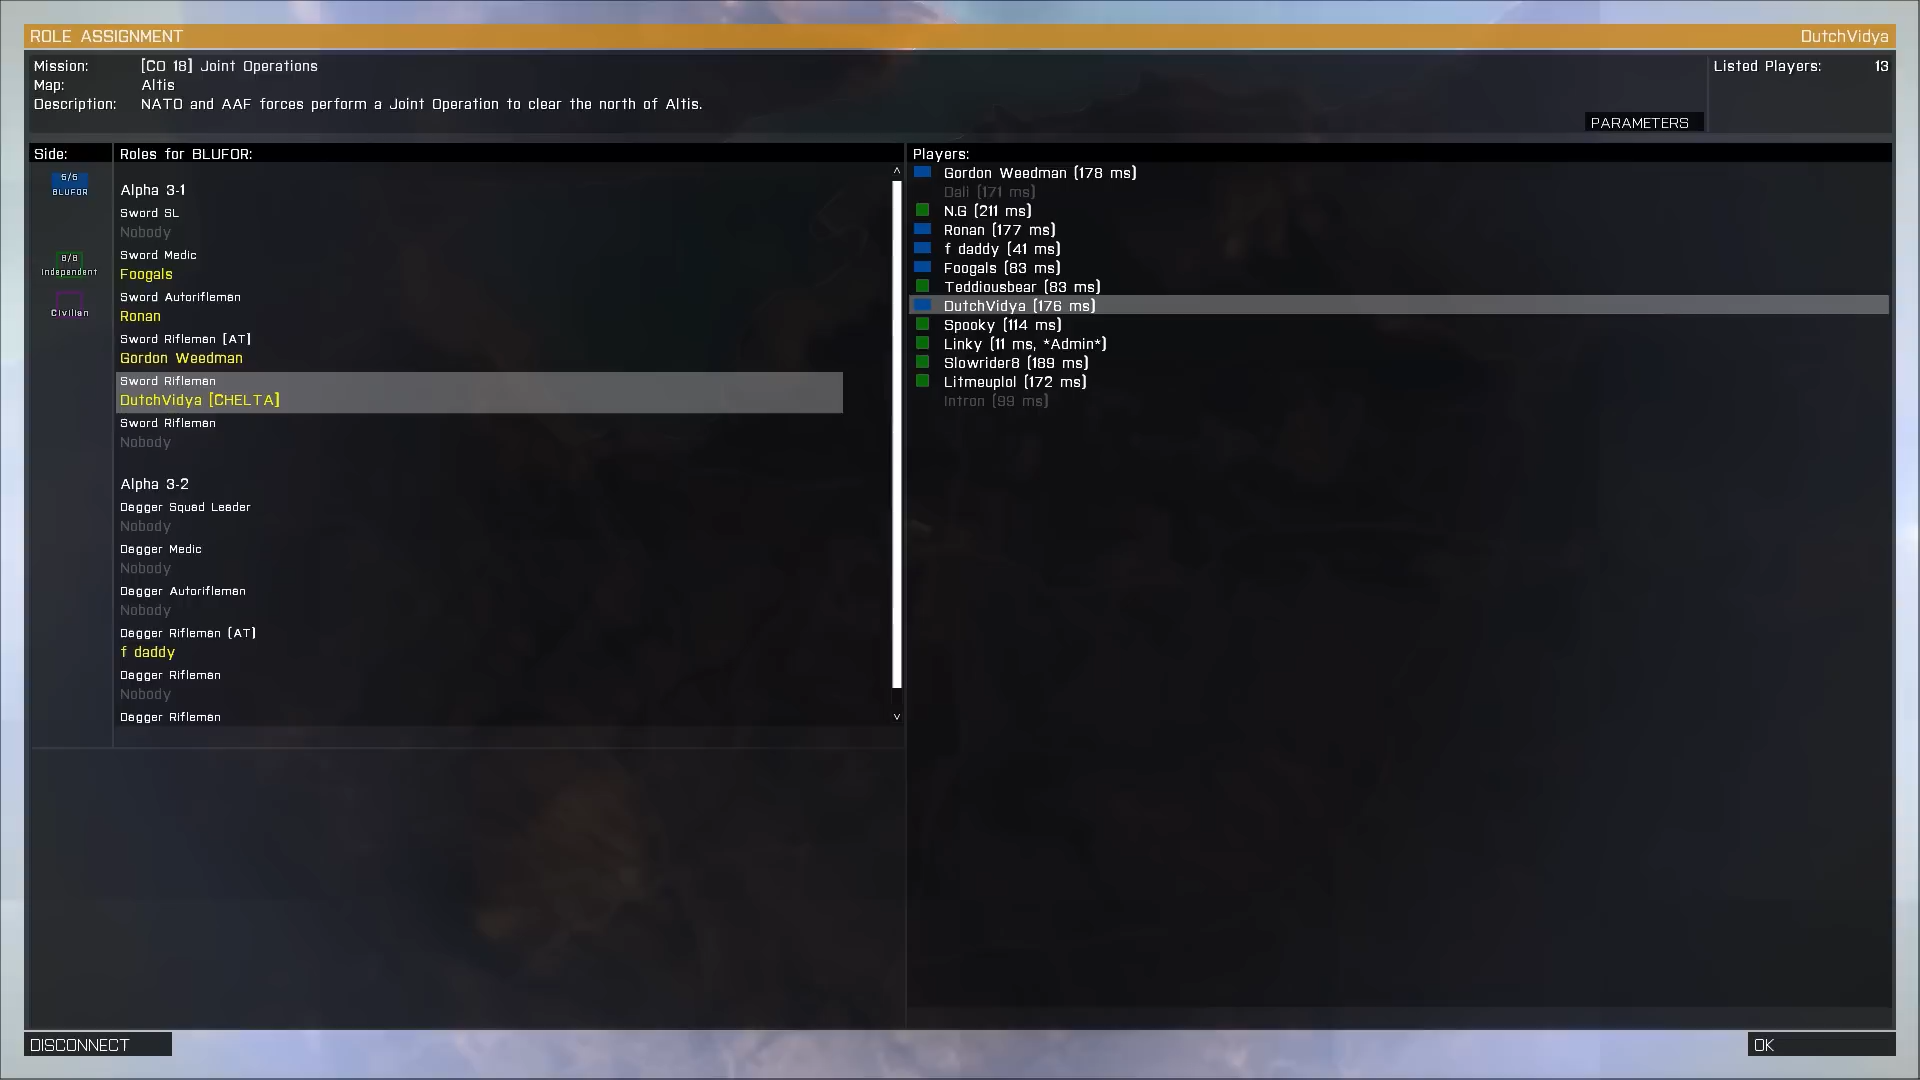 ROLE ASSIGNMENT
DutchVidya
Mission: [CO 18] Joint Operations
Map: Altis
Description: NATO and AAF forces perform a Joint Operation to clear the north of Altis.
Listed Players: 13
PARAMETERS
Side:
5/5
BLUFOR
8/8
Independent
Civilian
Roles for BLUFOR:
Alpha 3-1
Sword SL
Nobody
Sword Medic
Foogals
Sword Autorifleman
Ronan
Sword Rifleman [AT]
Gordon Weedman
Sword Rifleman
DutchVidya [CHELTA]
Sword Rifleman
Nobody
Alpha 3-2
Dagger Squad Leader
Nobody
Dagger Medic
Nobody
Dagger Autorifleman
Nobody
Dagger Rifleman (AT)
f daddy
Dagger Rifleman
Nobody
Dagger Rifleman
Players:
Gordon Weedman (178 ms)
Dali (171 ms)
N.G (211 ms)
Ronan (177 ms)
f daddy (41 ms)
Foogals (83 ms)
Teddiousbear (83 ms)
DutchVidya (176 ms)
Spooky (114 ms)
Linky (11 ms, *Admin*)
Slowrider8 (189 ms)
Litmeuplol (172 ms)
Intron (99 ms)
DISCONNECT
OK